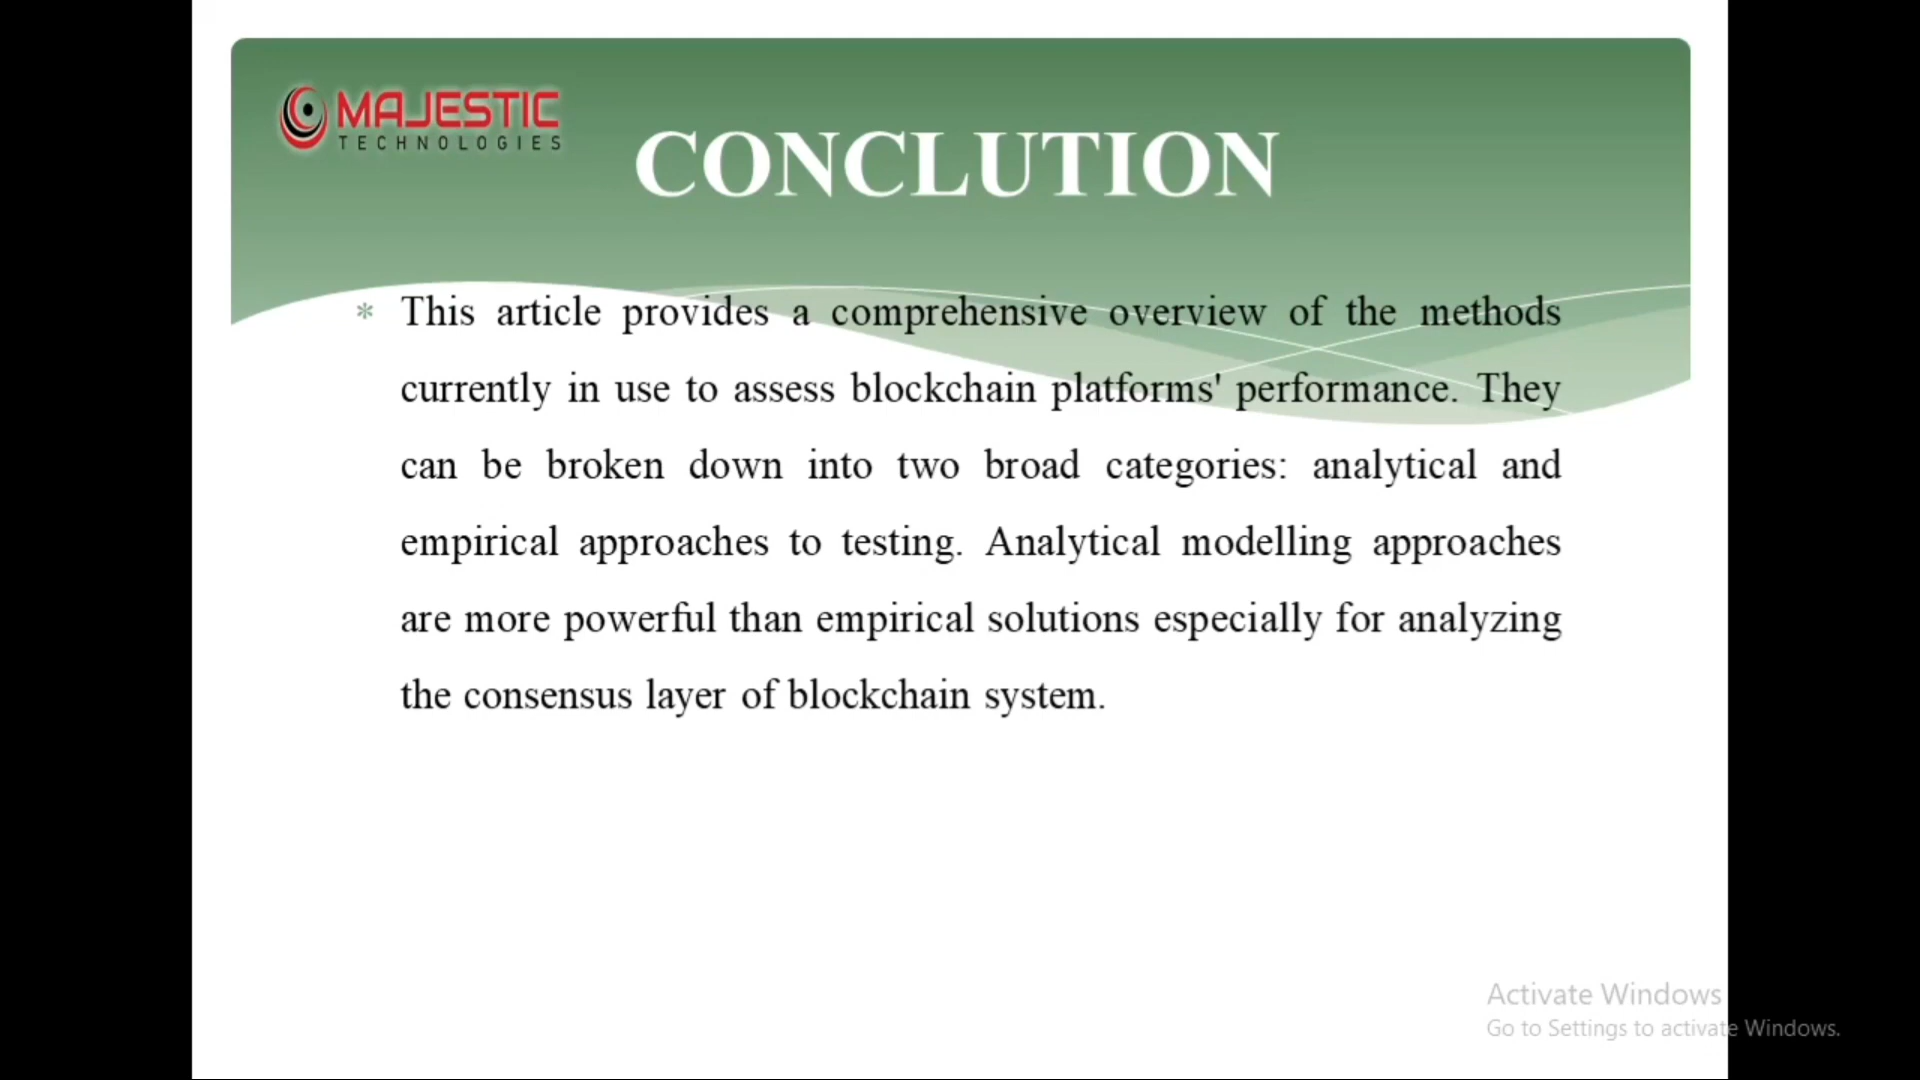 MAJESTIC
TECHNOLOGIES
CONCLUTION
* This article provides a comprehensive overview of the methods
currently in use to assess blockchain platforms' performance. They
can be broken down into two broad categories: analytical and
empirical approaches to testing. Analytical modelling approaches
are more powerful than empirical solutions especially for analyzing
the consensus layer of blockchain system.
Activate Windows
Go to Settings to activate Windows.